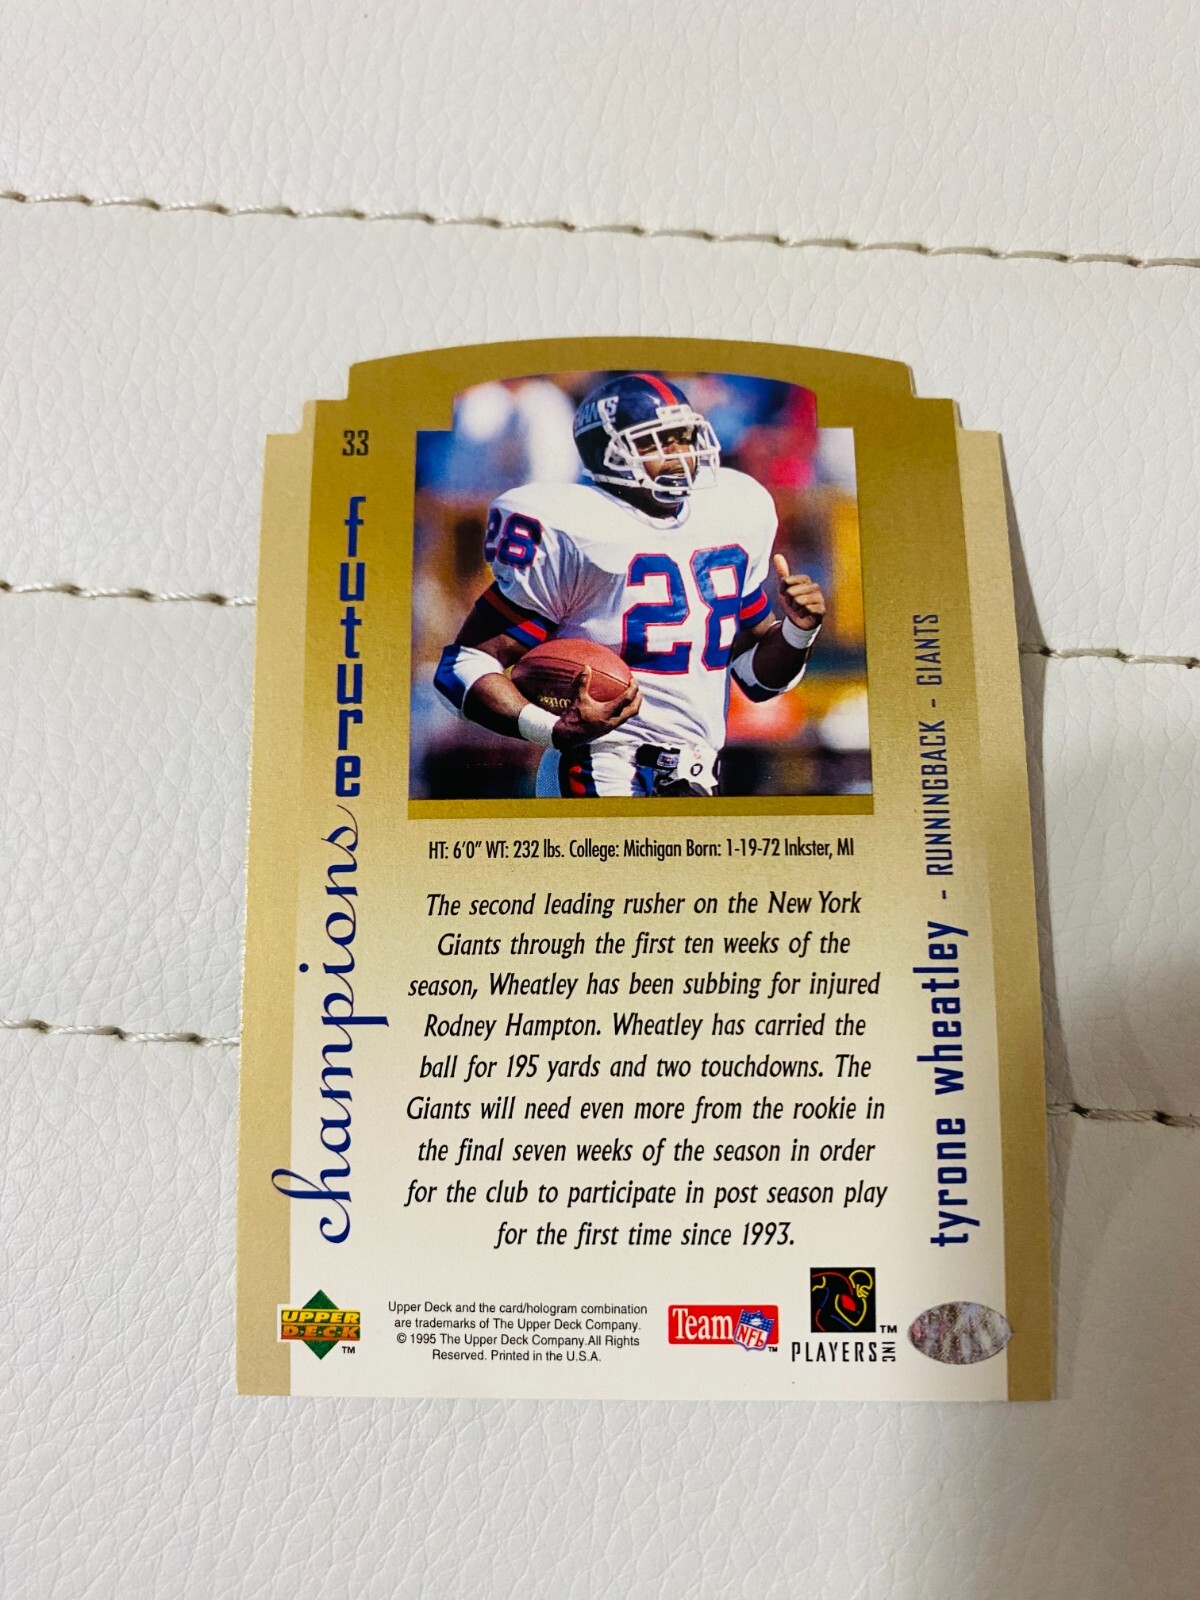 33
future
champions
GIANTS
28
28
HT: 6'0" WT: 232 lbs. College: Michigan Born: 1-19-72 Inkster, MI
The second leading rusher on the New York
Giants through the first ten weeks of the
season, Wheatley has been subbing for injured
Rodney Hampton. Wheatley has carried the
ball for 195 yards and two touchdowns. The
Giants will need even more from the rookie in
the final seven weeks of the season in order
for the club to participate in post season play
for the first time since 1993.
tyrone wheatley - RUNNINGBACK - GIANTS
UPPER
DECK
TM
Upper Deck and the card/hologram combination
are trademarks of The Upper Deck Company.
© 1995 The Upper Deck Company.All Rights
Reserved. Printed in the U.S.A.
Team NFL
TM
PLAYERS INC
TM